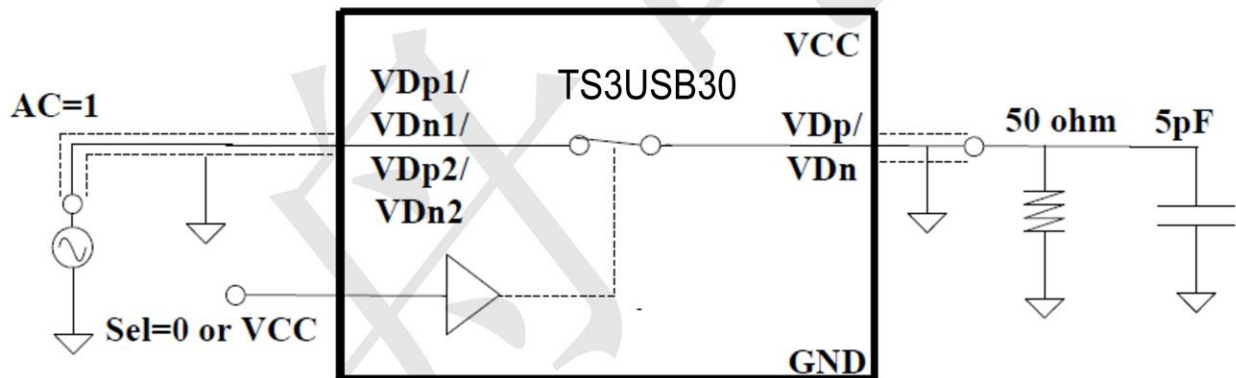 VCC
TS3USB30
AC=1
VDp1/
VDn1/
VDp2/
VDn2
VDp/
VDn
50 ohm
5pF
Sel=0 or VCC
GND